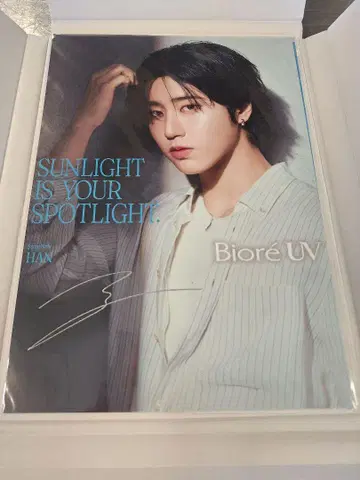 SUNLIGHT
IS YOUR
SPOTLIGHT.
HAN
Bioré UV